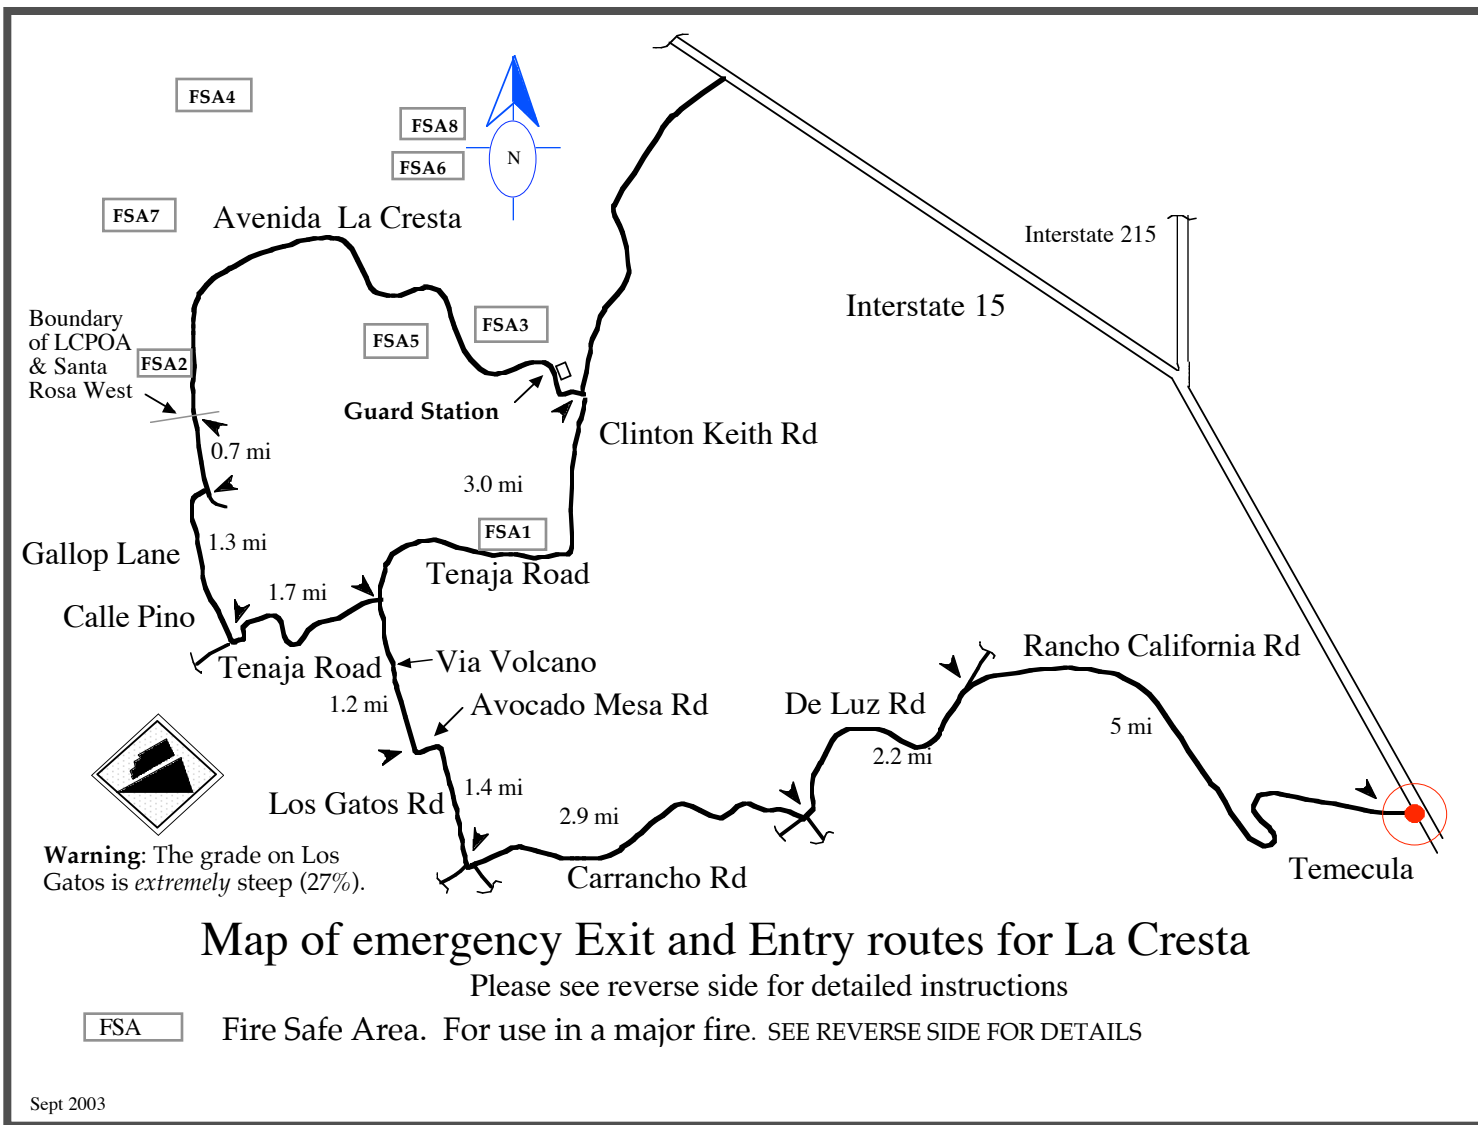 FSA4
FSA8
FSA6
N
FSA7
Avenida La Cresta
Interstate 215
Interstate 15
Boundary
of LCPOA
& Santa
Rosa West
FSA2
FSA5
FSA3
Guard Station
Clinton Keith Rd
0.7 mi
3.0 mi
FSA1
Gallop Lane
1.3 mi
Tenaja Road
1.7 mi
Calle Pino
Tenaja Road
Via Volcano
Rancho California Rd
1.2 mi
Avocado Mesa Rd
De Luz Rd
5 mi
2.2 mi
Los Gatos Rd
1.4 mi
2.9 mi
Warning: The grade on Los
Gatos is extremely steep (27%).
Carrancho Rd
Temecula
Map of emergency Exit and Entry routes for La Cresta
Please see reverse side for detailed instructions
FSA
Fire Safe Area. For use in a major fire. SEE REVERSE SIDE FOR DETAILS
Sept 2003